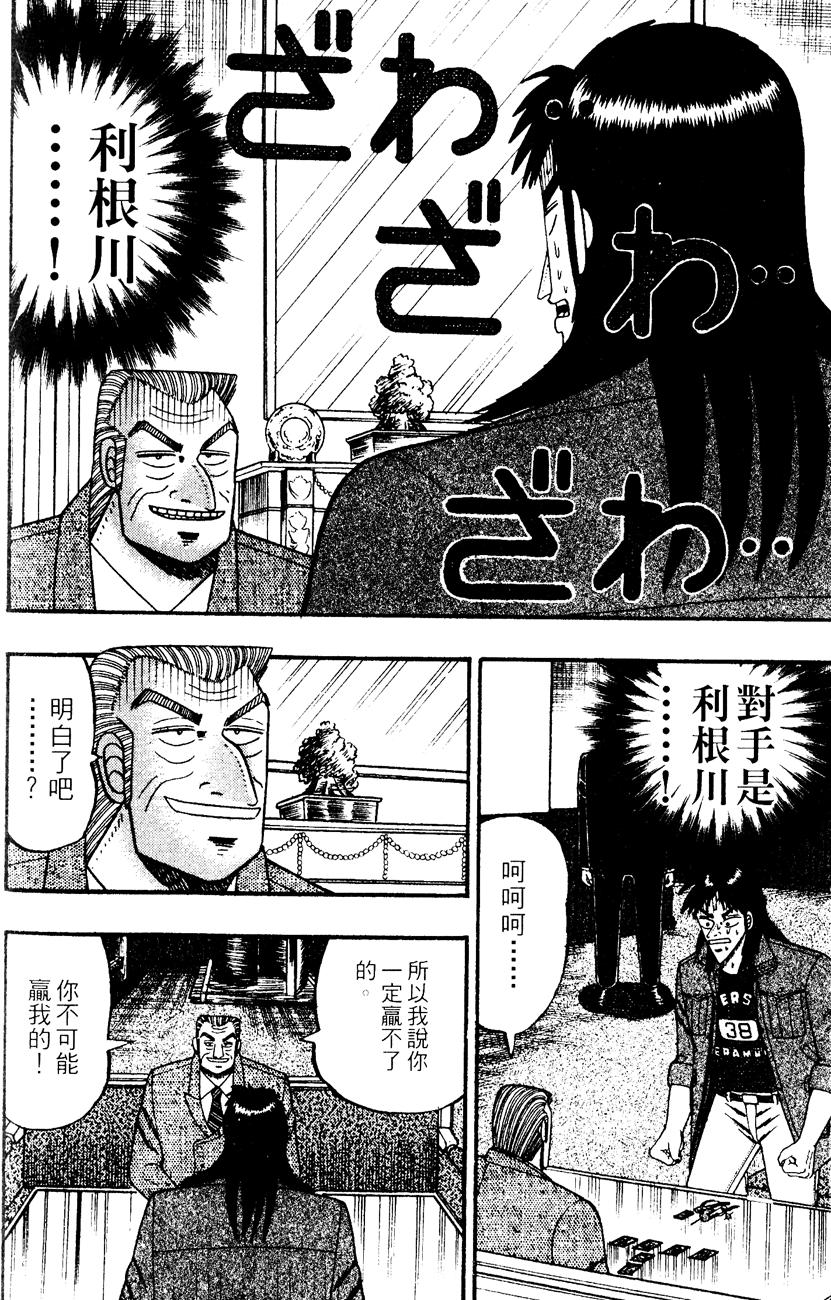 ざわ
ざわ‥
ざわ‥
利根川
⋯⋯！
對手是
利根川
⋯⋯！
呵呵呵⋯⋯
ERS
38
明白了吧
⋯⋯⋯？
所以我說你
一定贏不了
的。
你不可能
贏我的！